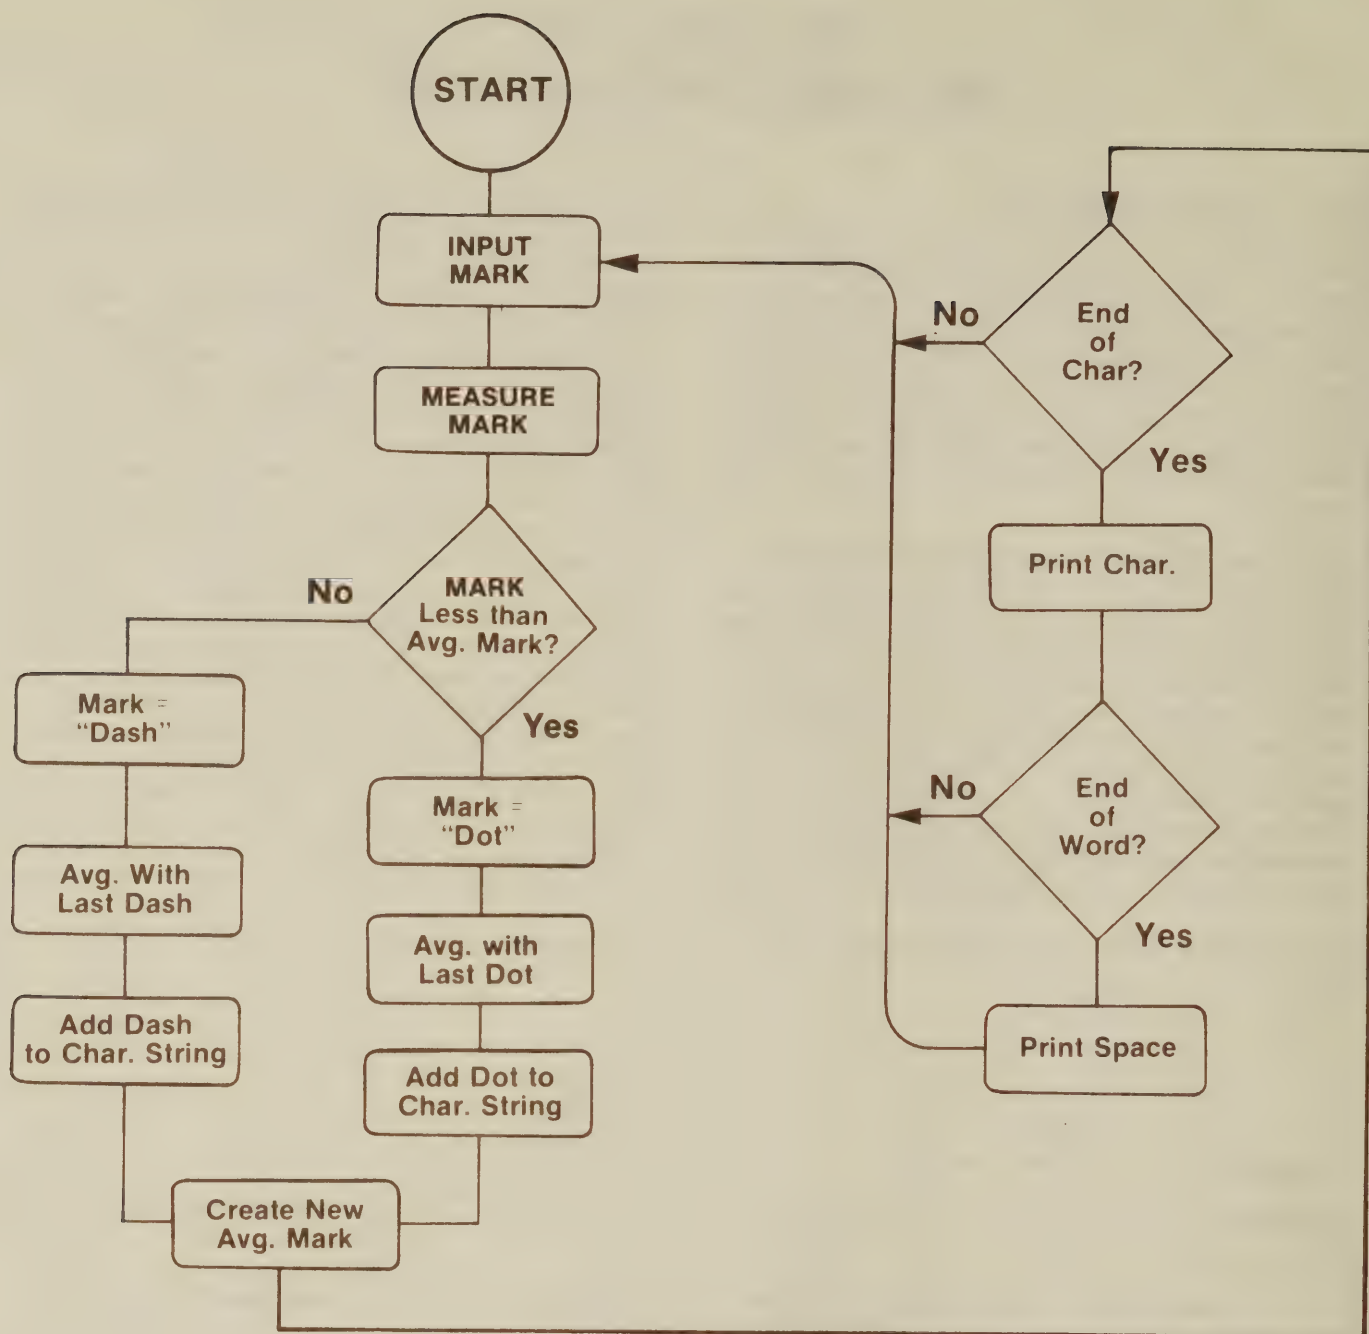 START
INPUT
MARK
MEASURE
MARK
MARK
Less than
Avg. Mark?
No
Yes
Mark =
“Dash”
Avg. With
Last Dash
Add Dash
to Char. String
Mark =
“Dot”
Avg. with
Last Dot
Add Dot to
Char. String
Create New
Avg. Mark
End
of
Char?
No
Yes
Print Char.
End
of
Word?
No
Yes
Print Space